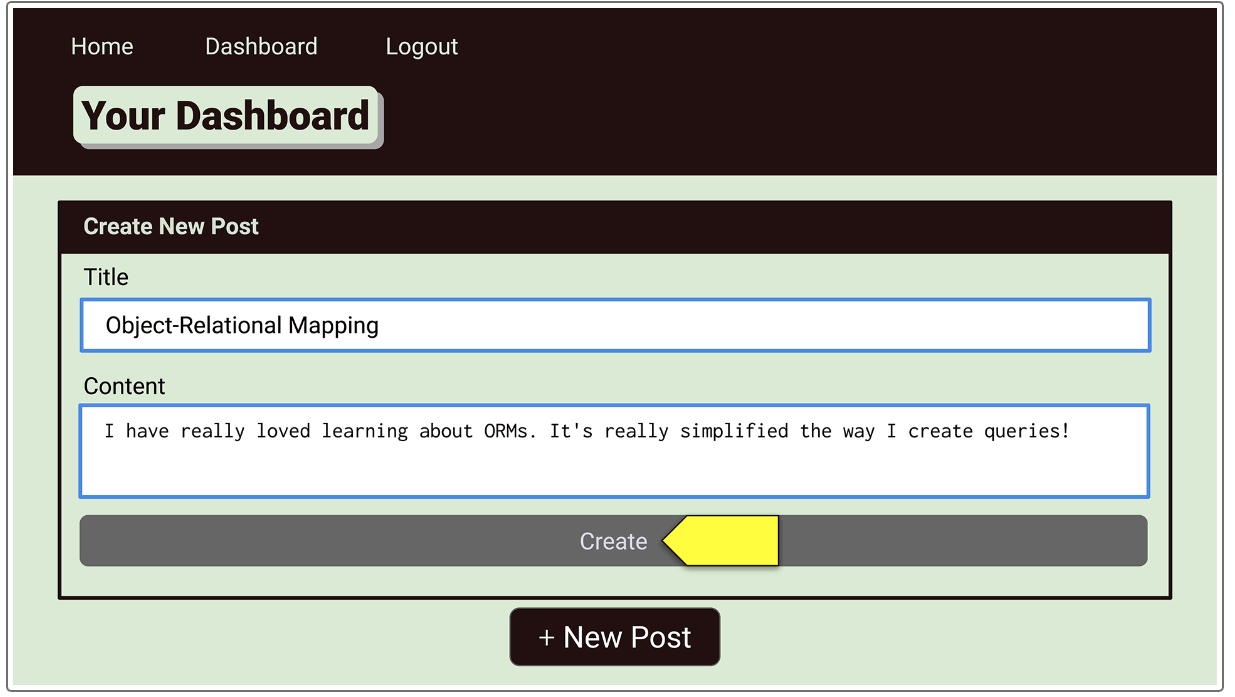 Home Dashboard Logout
Your Dashboard
Create New Post
Title
Object-Relational Mapping
Content
I have really loved learning about ORMs. It's really simplified the way I create queries!
Create
+ New Post